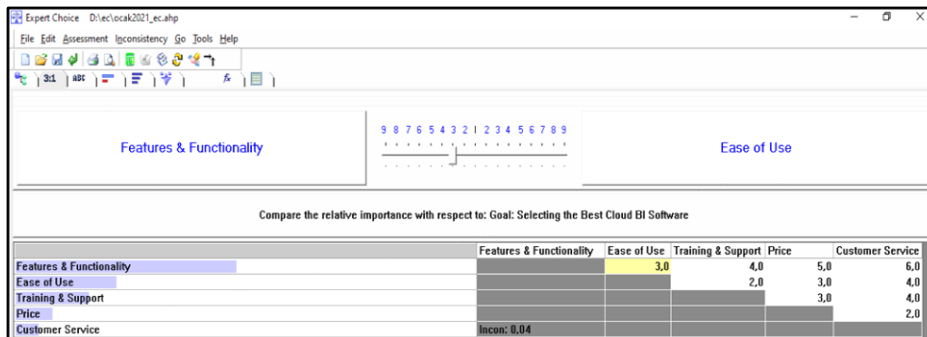 Expert Choice D:\ec\ocak2021_ec.ahp
File Edit Assessment Inconsistency Go Tools Help
3:1 ABC fx
9 8 7 6 5 4 3 2 1 2 3 4 5 6 7 8 9
Features & Functionality Ease of Use
Compare the relative importance with respect to: Goal: Selecting the Best Cloud BI Software
Features & Functionality Ease of Use Training & Support Price Customer Service
Features & Functionality 3,0 4,0 5,0 6,0
Ease of Use 2,0 3,0 4,0
Training & Support 3,0 4,0
Price 2,0
Customer Service Incon: 0,04